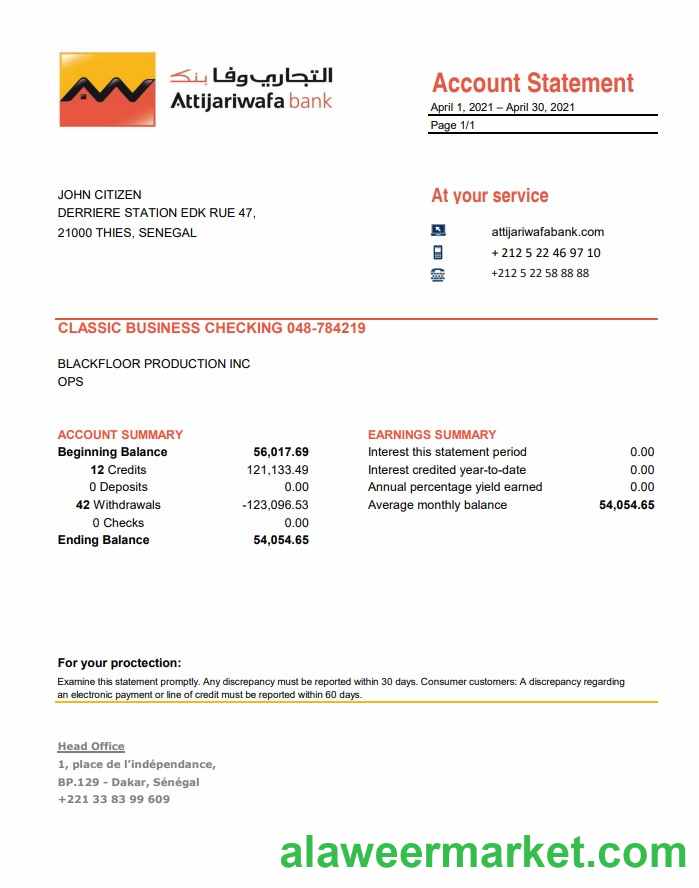 التجاري وفا بنك
Attijariwafa bank
Account Statement
April 1, 2021 – April 30, 2021
Page 1/1
JOHN CITIZEN
DERRIERE STATION EDK RUE 47,
21000 THIES, SENEGAL
At your service
attijariwafabank.com
+ 212 5 22 46 97 10
+212 5 22 58 88 88
CLASSIC BUSINESS CHECKING 048-784219
BLACKFLOOR PRODUCTION INC
OPS
ACCOUNT SUMMARY
Beginning Balance 56,017.69
12 Credits 121,133.49
0 Deposits 0.00
42 Withdrawals -123,096.53
0 Checks 0.00
Ending Balance 54,054.65
EARNINGS SUMMARY
Interest this statement period 0.00
Interest credited year-to-date 0.00
Annual percentage yield earned 0.00
Average monthly balance 54,054.65
For your proctection:
Examine this statement promptly. Any discrepancy must be reported within 30 days. Consumer customers: A discrepancy regarding
an electronic payment or line of credit must be reported within 60 days.
Head Office
1, place de l’indépendance,
BP.129 - Dakar, Sénégal
+221 33 83 99 609
alaweermarket.com